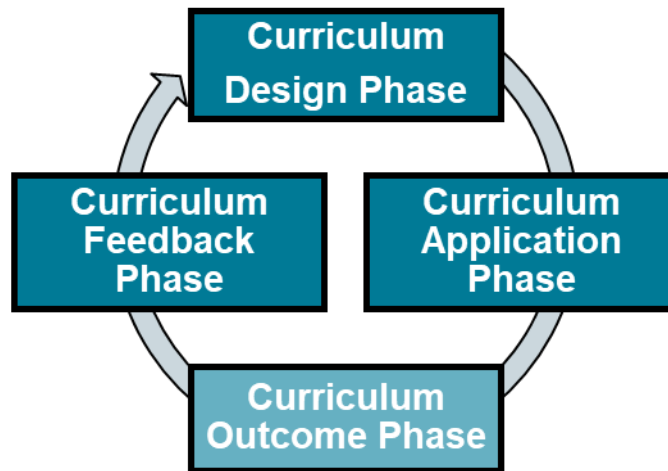 Curriculum
Design Phase
Curriculum
Feedback
Phase
Curriculum
Application
Phase
Curriculum
Outcome Phase